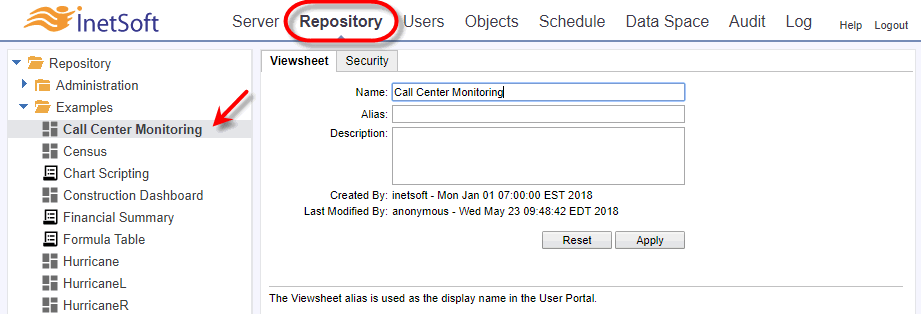 inetSoft
Server Repository Users Objects Schedule Data Space Audit Log Help Logout
Repository
Administration
Examples
Call Center Monitoring
Census
Chart Scripting
Construction Dashboard
Financial Summary
Formula Table
Hurricane
HurricaneL
HurricaneR
Viewsheet Security
Name: Call Center Monitoring
Alias:
Description:
Created By: inetsoft - Mon Jan 01 07:00:00 EST 2018
Last Modified By: anonymous - Wed May 23 09:48:42 EDT 2018
Reset Apply
The Viewsheet alias is used as the display name in the User Portal.